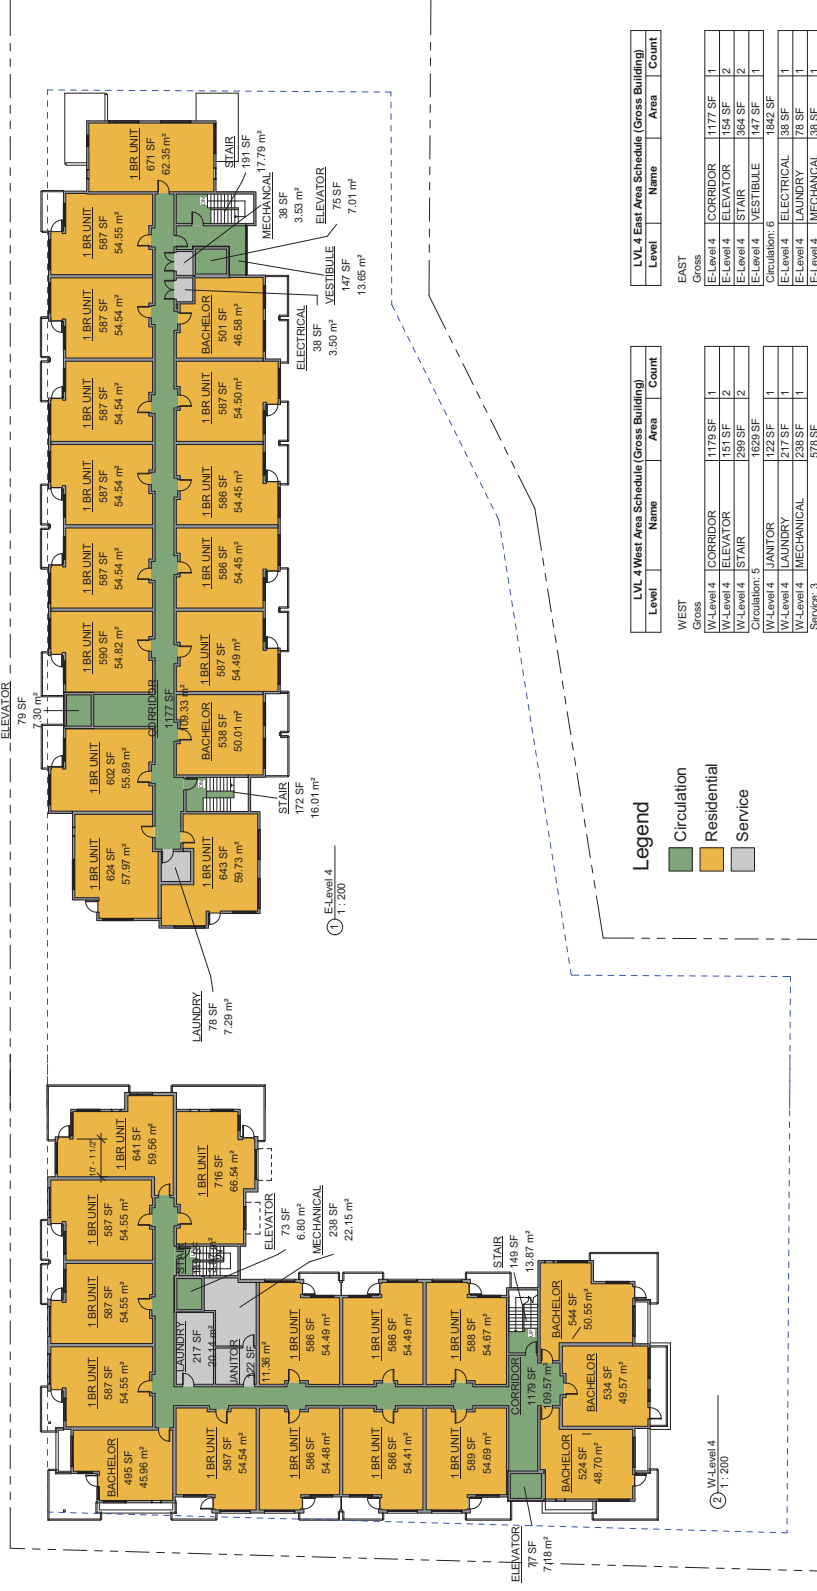 1 BR UNIT
671 SF
62.35 m²
STAIR
191 SF
17.79 m²
MECHANICAL
38 SF
3.53 m²
ELEVATOR
75 SF
7.01 m²
VESTIBULE
147 SF
13.65 m²
ELECTRICAL
38 SF
3.50 m²
1 BR UNIT
587 SF
54.55 m²
1 BR UNIT
587 SF
54.54 m²
1 BR UNIT
587 SF
54.54 m²
1 BR UNIT
587 SF
54.54 m²
1 BR UNIT
587 SF
54.54 m²
1 BR UNIT
590 SF
54.82 m²
BACHELOR
501 SF
46.58 m²
1 BR UNIT
587 SF
54.50 m²
1 BR UNIT
586 SF
54.45 m²
1 BR UNIT
586 SF
54.45 m²
1 BR UNIT
587 SF
54.49 m²
BACHELOR
538 SF
50.01 m²
ELEVATOR
79 SF
7.30 m²
CORRIDOR
1177 SF
109.33 m²
1 BR UNIT
602 SF
55.89 m²
1 BR UNIT
624 SF
57.97 m²
1 BR UNIT
643 SF
59.73 m²
STAIR
172 SF
16.01 m²
LAUNDRY
78 SF
7.29 m²
1 E-Level 4
1 : 200
1 BR UNIT
641 SF
59.56 m²
10' - 1 1/2"
1 BR UNIT
716 SF
66.54 m²
1 BR UNIT
587 SF
54.55 m²
1 BR UNIT
587 SF
54.55 m²
1 BR UNIT
587 SF
54.55 m²
BACHELOR
495 SF
45.96 m²
STAIR
ELEVATOR
73 SF
6.80 m²
MECHANICAL
238 SF
22.15 m²
LAUNDRY
217 SF
JANITOR
122 SF
11.36 m²
1 BR UNIT
586 SF
54.49 m²
1 BR UNIT
586 SF
54.49 m²
1 BR UNIT
588 SF
54.67 m²
1 BR UNIT
587 SF
54.54 m²
1 BR UNIT
586 SF
54.48 m²
1 BR UNIT
586 SF
54.41 m²
1 BR UNIT
589 SF
54.69 m²
STAIR
149 SF
13.87 m²
CORRIDOR
1179 SF
109.57 m²
BACHELOR
544 SF
50.55 m²
BACHELOR
534 SF
49.57 m²
BACHELOR
524 SF
48.70 m²
ELEVATOR
77 SF
7.18 m²
2 W-Level 4
1 : 200
Legend
Circulation
Residential
Service
LVL 4 West Area Schedule (Gross Building)
Level Name Area Count
WEST
Gross
W-Level 4 CORRIDOR 1179 SF 1
W-Level 4 ELEVATOR 151 SF 2
W-Level 4 STAIR 299 SF 2
Circulation: 5 1629 SF
W-Level 4 JANITOR 122 SF 1
W-Level 4 LAUNDRY 217 SF 1
W-Level 4 MECHANICAL 238 SF 1
Service: 3 578 SF
LVL 4 East Area Schedule (Gross Building)
Level Name Area Count
EAST
Gross
E-Level 4 CORRIDOR 1177 SF 1
E-Level 4 ELEVATOR 154 SF 2
E-Level 4 STAIR 364 SF 2
E-Level 4 VESTIBULE 147 SF 1
Circulation: 6 1842 SF
E-Level 4 ELECTRICAL 38 SF 1
E-Level 4 LAUNDRY 78 SF 1
E-Level 4 MECHANCAL 38 SF 1